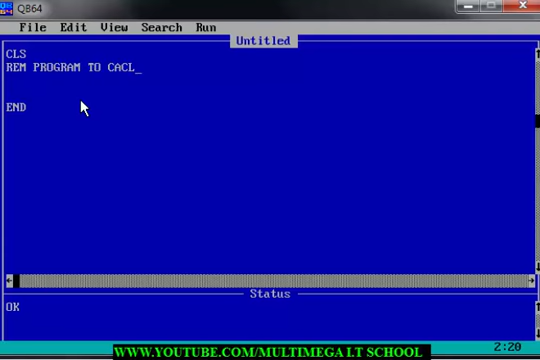 QB64
File Edit View Search Run
Untitled
CLS
REM PROGRAM TO CACL_
END
Status
OK
2:20
WWW.YOUTUBE.COM/MULTIMEGA I.T SCHOOL